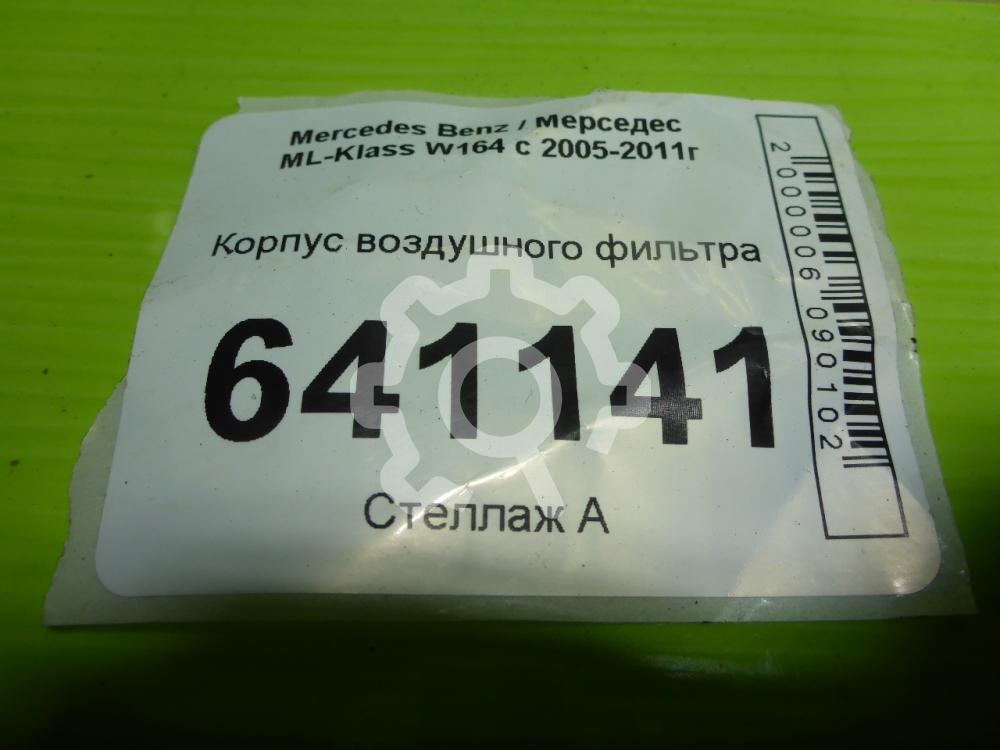 Mercedes Benz / Мерседес
ML-Klass W164 с 2005-2011г
Корпус воздушного фильтра
641141
Стеллаж А
2000006090102